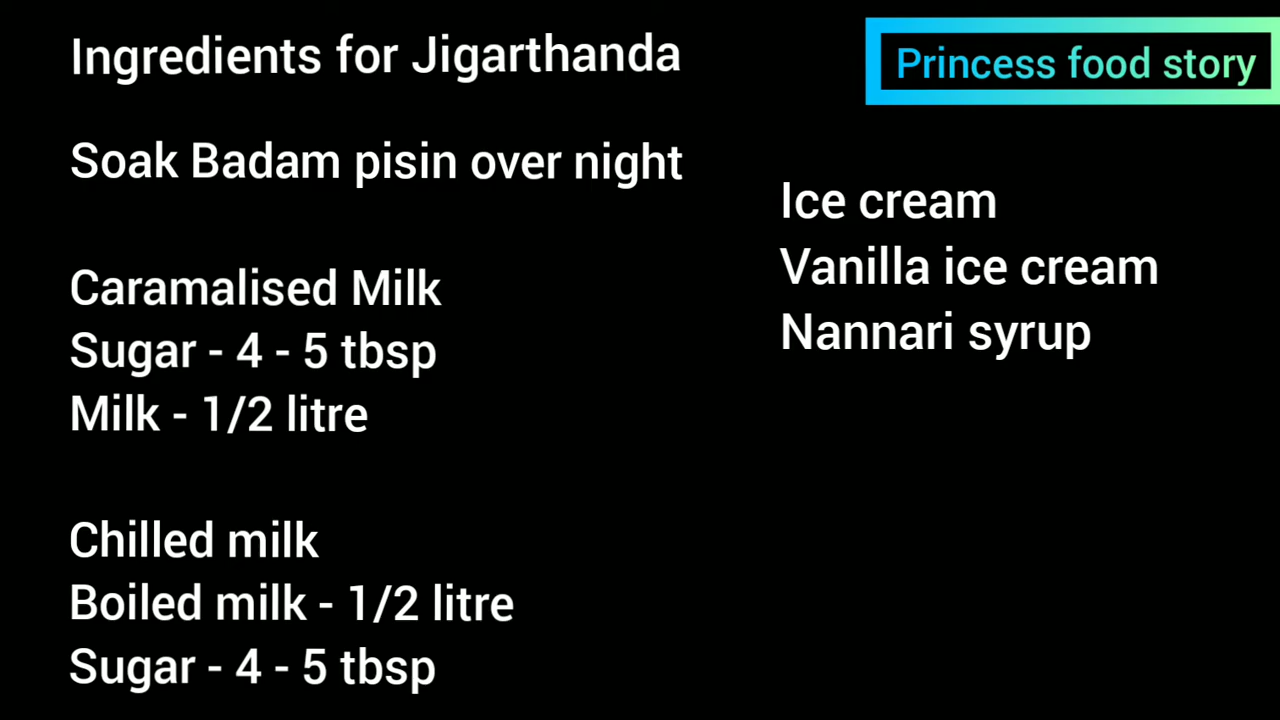 Ingredients for Jigarthanda
Princess food story
Soak Badam pisin over night
Caramalised Milk
Sugar - 4 - 5 tbsp
Milk - 1/2 litre
Chilled milk
Boiled milk - 1/2 litre
Sugar - 4 - 5 tbsp
Ice cream
Vanilla ice cream
Nannari syrup